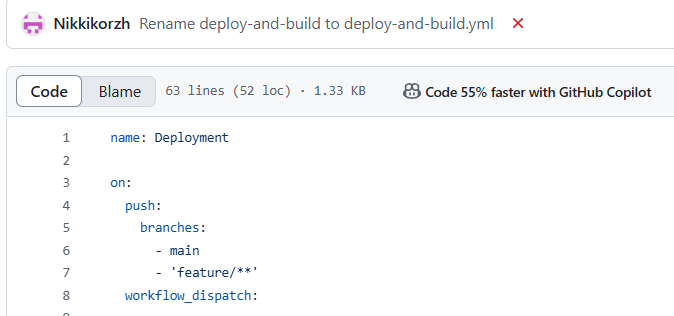 Nikkikorzh Rename deploy-and-build to deploy-and-build.yml
Code Blame 63 lines (52 loc) · 1.33 KB Code 55% faster with GitHub Copilot
1 name: Deployment
2
3 on:
4 push:
5 branches:
6 - main
7 - 'feature/**'
8 workflow_dispatch: